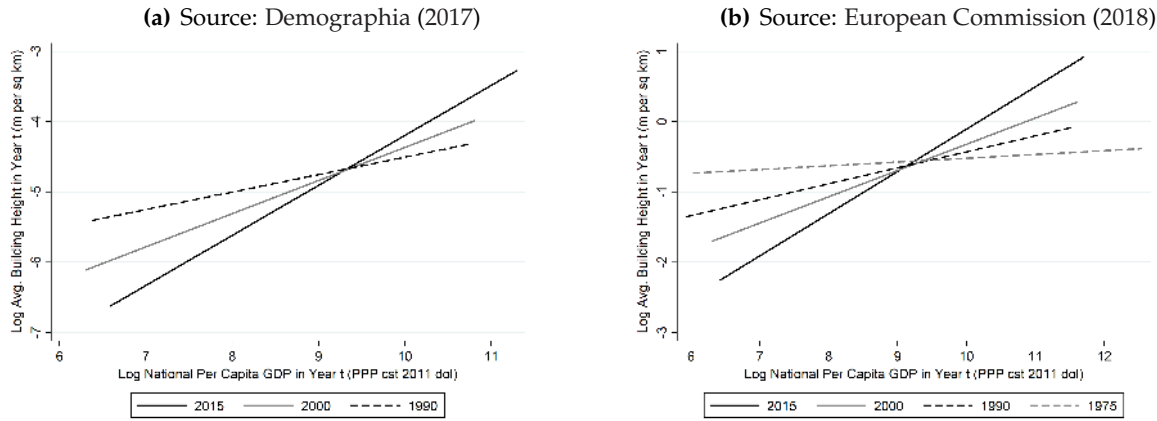 (a) Source: Demographia (2017)
Log Avg. Building Height in Year t (m per sq km)
-3
-4
-5
-6
-7
6 7 8 9 10 11
Log National Per Capita GDP in Year t (PPP cst 2011 dol)
2015 2000 1990
(b) Source: European Commission (2018)
Log Avg. Building Height in Year t (m per sq km)
1
0
-1
-2
-3
6 7 8 9 10 11 12
Log National Per Capita GDP in Year t (PPP cst 2011 dol)
2015 2000 1990 1975